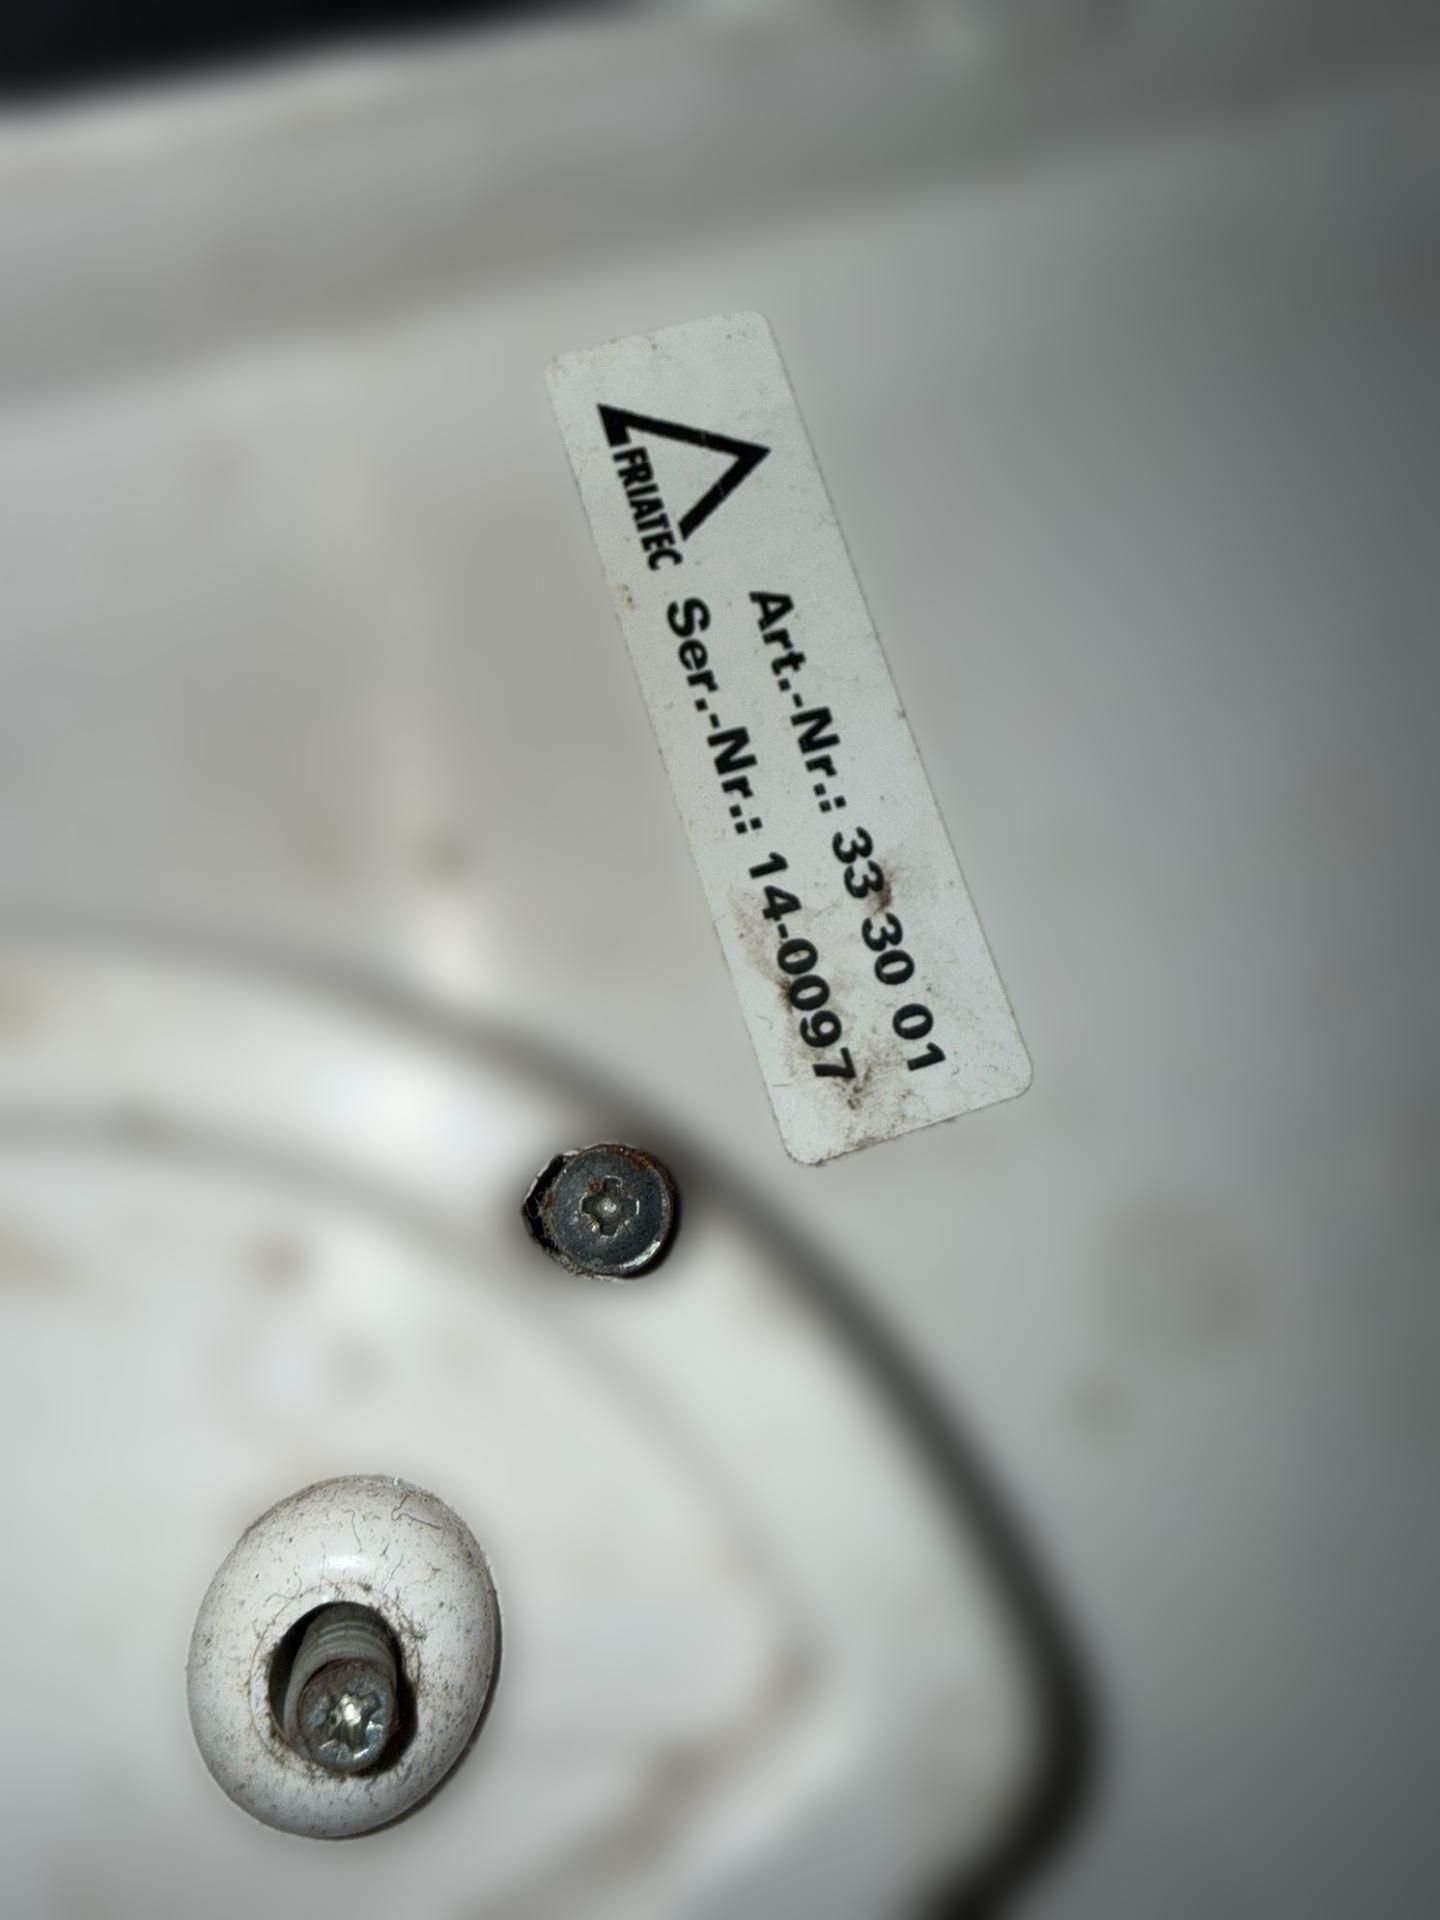 FRIATEC
Art.-Nr.: 33 30 01
Ser.-Nr.: 14-0097